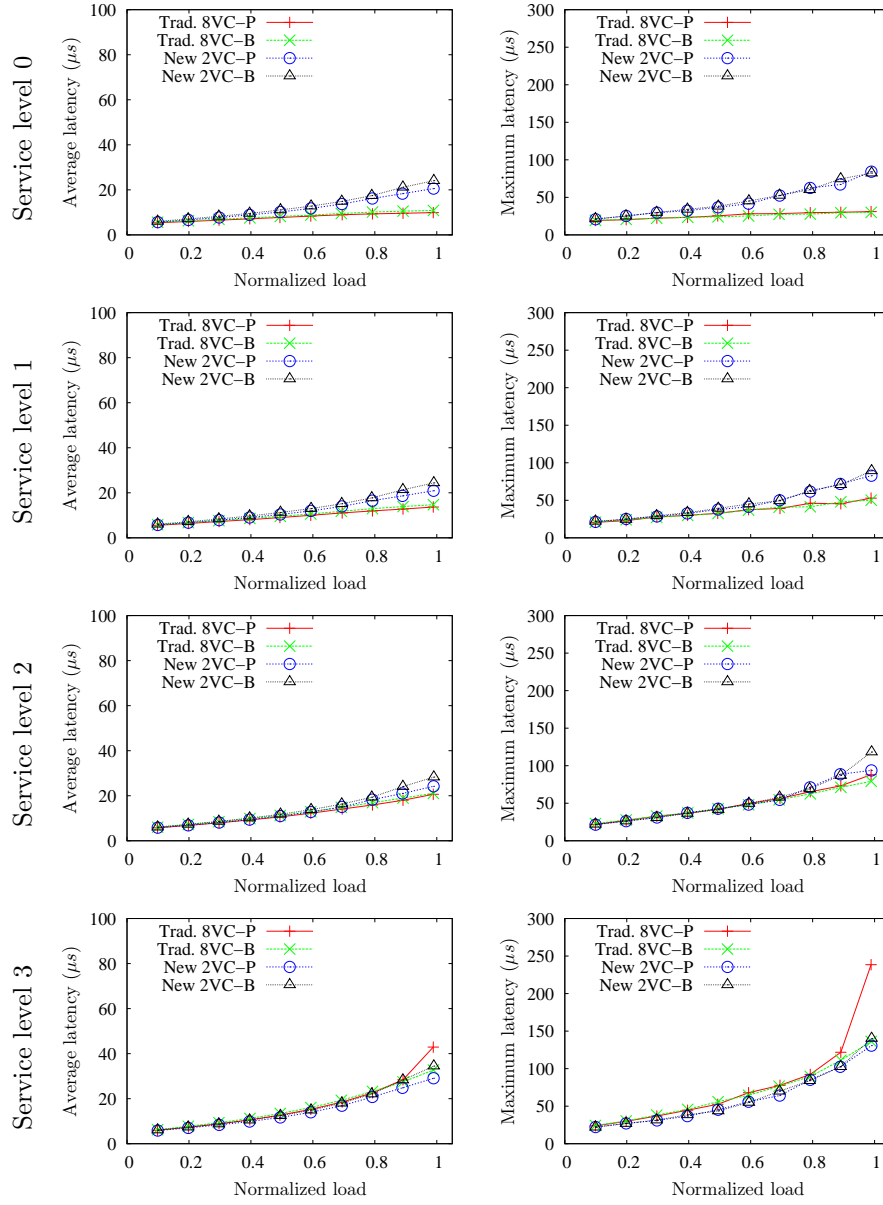 Service level 0
Average latency (μs)
100
80
60
40
20
0
Trad. 8VC−P
Trad. 8VC−B
New 2VC−P
New 2VC−B
0 0.2 0.4 0.6 0.8 1
Normalized load
Maximum latency (μs)
300
250
200
150
100
50
0
Trad. 8VC−P
Trad. 8VC−B
New 2VC−P
New 2VC−B
0 0.2 0.4 0.6 0.8 1
Normalized load
Service level 1
Average latency (μs)
100
80
60
40
20
0
Trad. 8VC−P
Trad. 8VC−B
New 2VC−P
New 2VC−B
0 0.2 0.4 0.6 0.8 1
Normalized load
Maximum latency (μs)
300
250
200
150
100
50
0
Trad. 8VC−P
Trad. 8VC−B
New 2VC−P
New 2VC−B
0 0.2 0.4 0.6 0.8 1
Normalized load
Service level 2
Average latency (μs)
100
80
60
40
20
0
Trad. 8VC−P
Trad. 8VC−B
New 2VC−P
New 2VC−B
0 0.2 0.4 0.6 0.8 1
Normalized load
Maximum latency (μs)
300
250
200
150
100
50
0
Trad. 8VC−P
Trad. 8VC−B
New 2VC−P
New 2VC−B
0 0.2 0.4 0.6 0.8 1
Normalized load
Service level 3
Average latency (μs)
100
80
60
40
20
0
Trad. 8VC−P
Trad. 8VC−B
New 2VC−P
New 2VC−B
0 0.2 0.4 0.6 0.8 1
Normalized load
Maximum latency (μs)
300
250
200
150
100
50
0
Trad. 8VC−P
Trad. 8VC−B
New 2VC−P
New 2VC−B
0 0.2 0.4 0.6 0.8 1
Normalized load